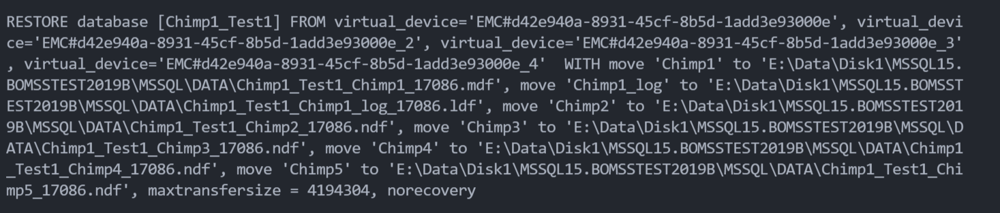 RESTORE database [Chimp1_Test1] FROM virtual_device='EMC#d42e940a-8931-45cf-8b5d-1add3e93000e', virtual_devi
ce='EMC#d42e940a-8931-45cf-8b5d-1add3e93000e_2', virtual_device='EMC#d42e940a-8931-45cf-8b5d-1add3e93000e_3'
, virtual_device='EMC#d42e940a-8931-45cf-8b5d-1add3e93000e_4'  WITH move 'Chimp1' to 'E:\Data\Disk1\MSSQL15.
BOMSSTEST2019B\MSSQL\DATA\Chimp1_Test1_Chimp1_17086.mdf', move 'Chimp1_log' to 'E:\Data\Disk1\MSSQL15.BOMSST
EST2019B\MSSQL\DATA\Chimp1_Test1_Chimp1_log_17086.ldf', move 'Chimp2' to 'E:\Data\Disk1\MSSQL15.BOMSSTEST201
9B\MSSQL\DATA\Chimp1_Test1_Chimp2_17086.ndf', move 'Chimp3' to 'E:\Data\Disk1\MSSQL15.BOMSSTEST2019B\MSSQL\D
ATA\Chimp1_Test1_Chimp3_17086.ndf', move 'Chimp4' to 'E:\Data\Disk1\MSSQL15.BOMSSTEST2019B\MSSQL\DATA\Chimp1
_Test1_Chimp4_17086.ndf', move 'Chimp5' to 'E:\Data\Disk1\MSSQL15.BOMSSTEST2019B\MSSQL\DATA\Chimp1_Test1_Chi
mp5_17086.ndf', maxtransfersize = 4194304, norecovery